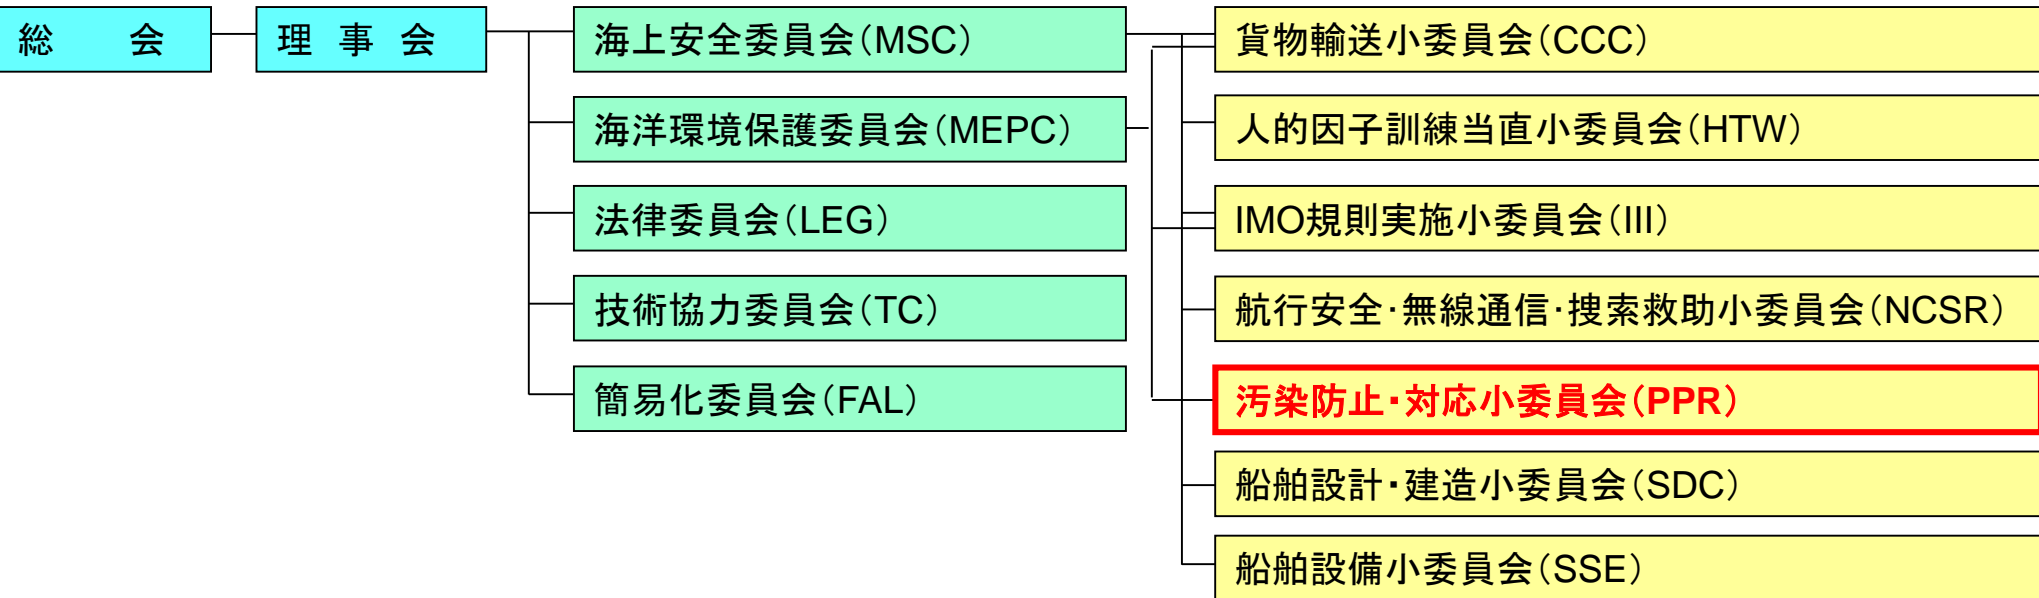 総　会
理 事 会
海上安全委員会(MSC)
海洋環境保護委員会(MEPC)
法律委員会(LEG)
技術協力委員会(TC)
簡易化委員会(FAL)
貨物輸送小委員会(CCC)
人的因子訓練当直小委員会(HTW)
IMO規則実施小委員会(III)
航行安全・無線通信・捜索救助小委員会(NCSR)
汚染防止・対応小委員会(PPR)
船舶設計・建造小委員会(SDC)
船舶設備小委員会(SSE)